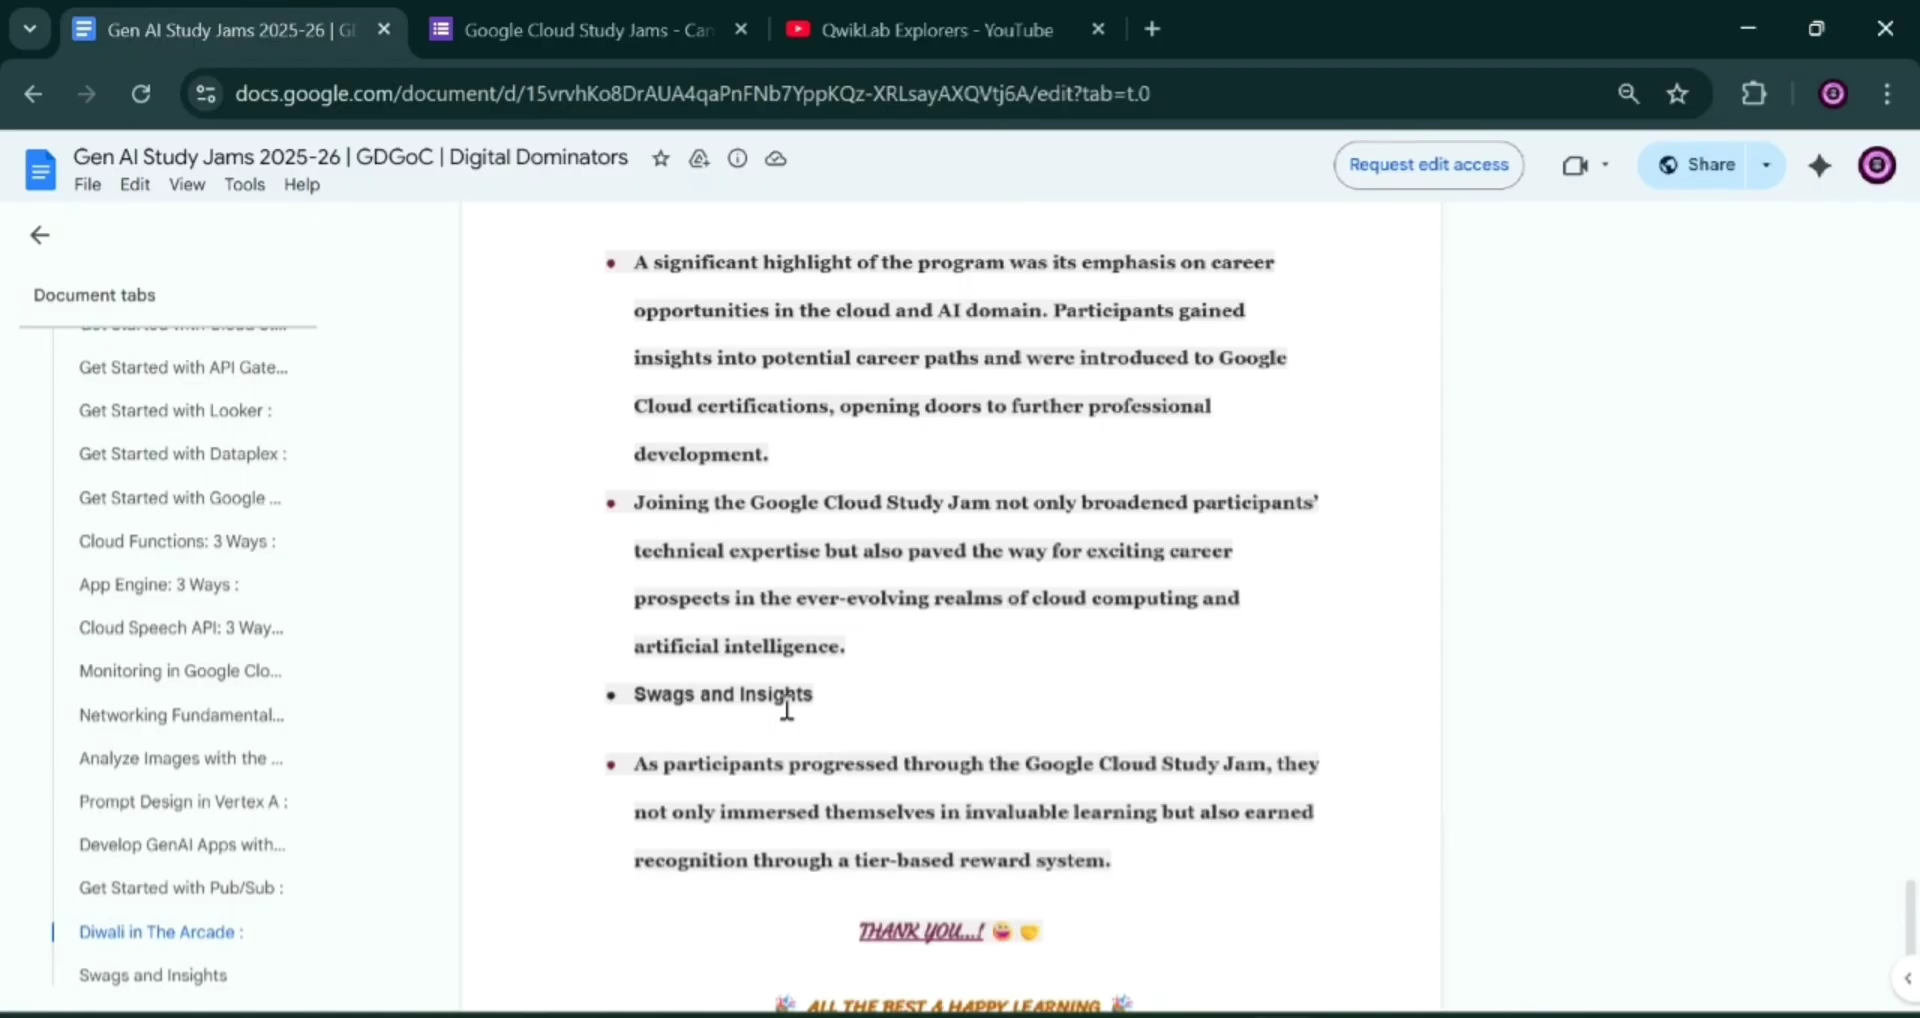 Gen AI Study Jams 2025-26 | GI
Google Cloud Study Jams - Car
QwikLab Explorers - YouTube
docs.google.com/document/d/15vrvhKo8DrAUA4qaPnFNb7YppKQz-XRLsayAXQVtj6A/edit?tab=t.0
Gen AI Study Jams 2025-26 | GDGoC | Digital Dominators
Request edit access
Share
File Edit View Tools Help
Document tabs
Get Started with API Gate...
Get Started with Looker :
Get Started with Dataplex :
Get Started with Google ...
Cloud Functions: 3 Ways :
App Engine: 3 Ways :
Cloud Speech API: 3 Way...
Monitoring in Google Clo...
Networking Fundamental...
Analyze Images with the ...
Prompt Design in Vertex A :
Develop GenAI Apps with...
Get Started with Pub/Sub :
Diwali in The Arcade :
Swags and Insights
• A significant highlight of the program was its emphasis on career
opportunities in the cloud and AI domain. Participants gained
insights into potential career paths and were introduced to Google
Cloud certifications, opening doors to further professional
development.
• Joining the Google Cloud Study Jam not only broadened participants’
technical expertise but also paved the way for exciting career
prospects in the ever-evolving realms of cloud computing and
artificial intelligence.
• Swags and Insights
• As participants progressed through the Google Cloud Study Jam, they
not only immersed themselves in invaluable learning but also earned
recognition through a tier-based reward system.
THANK YOU...! 😀 🤝
🎉 ALL THE BEST & HAPPY LEARNING 🎉